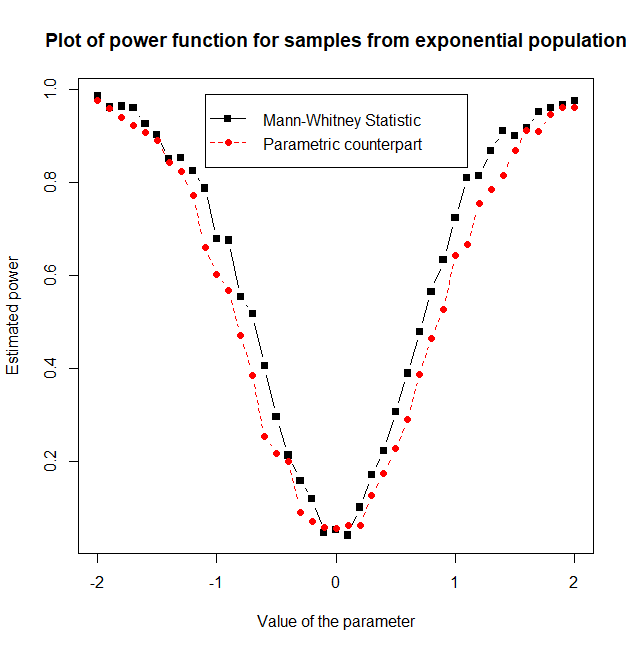 Plot of power function for samples from exponential population
Mann-Whitney Statistic
Parametric counterpart
Estimated power
1.0
0.8
0.6
0.4
0.2
-2 -1 0 1 2
Value of the parameter